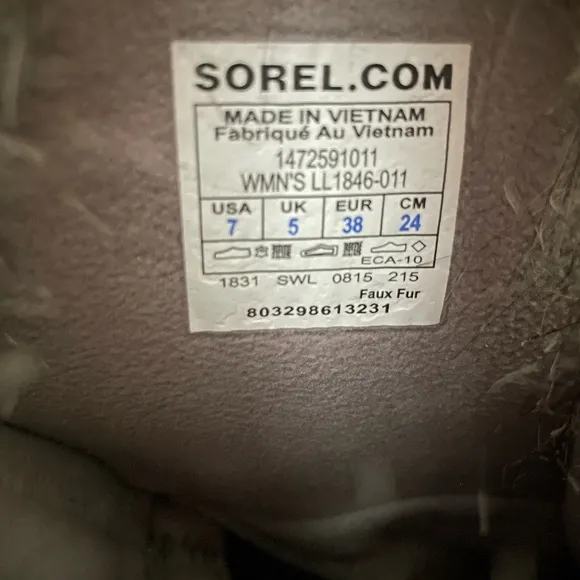 SOREL.COM
MADE IN VIETNAM
Fabriqué Au Vietnam
1472591011
WMN'S LL1846-011
USA UK EUR CM
7 5 38 24
ECA-10
1831 SWL 0815 215
Faux Fur
803298613231